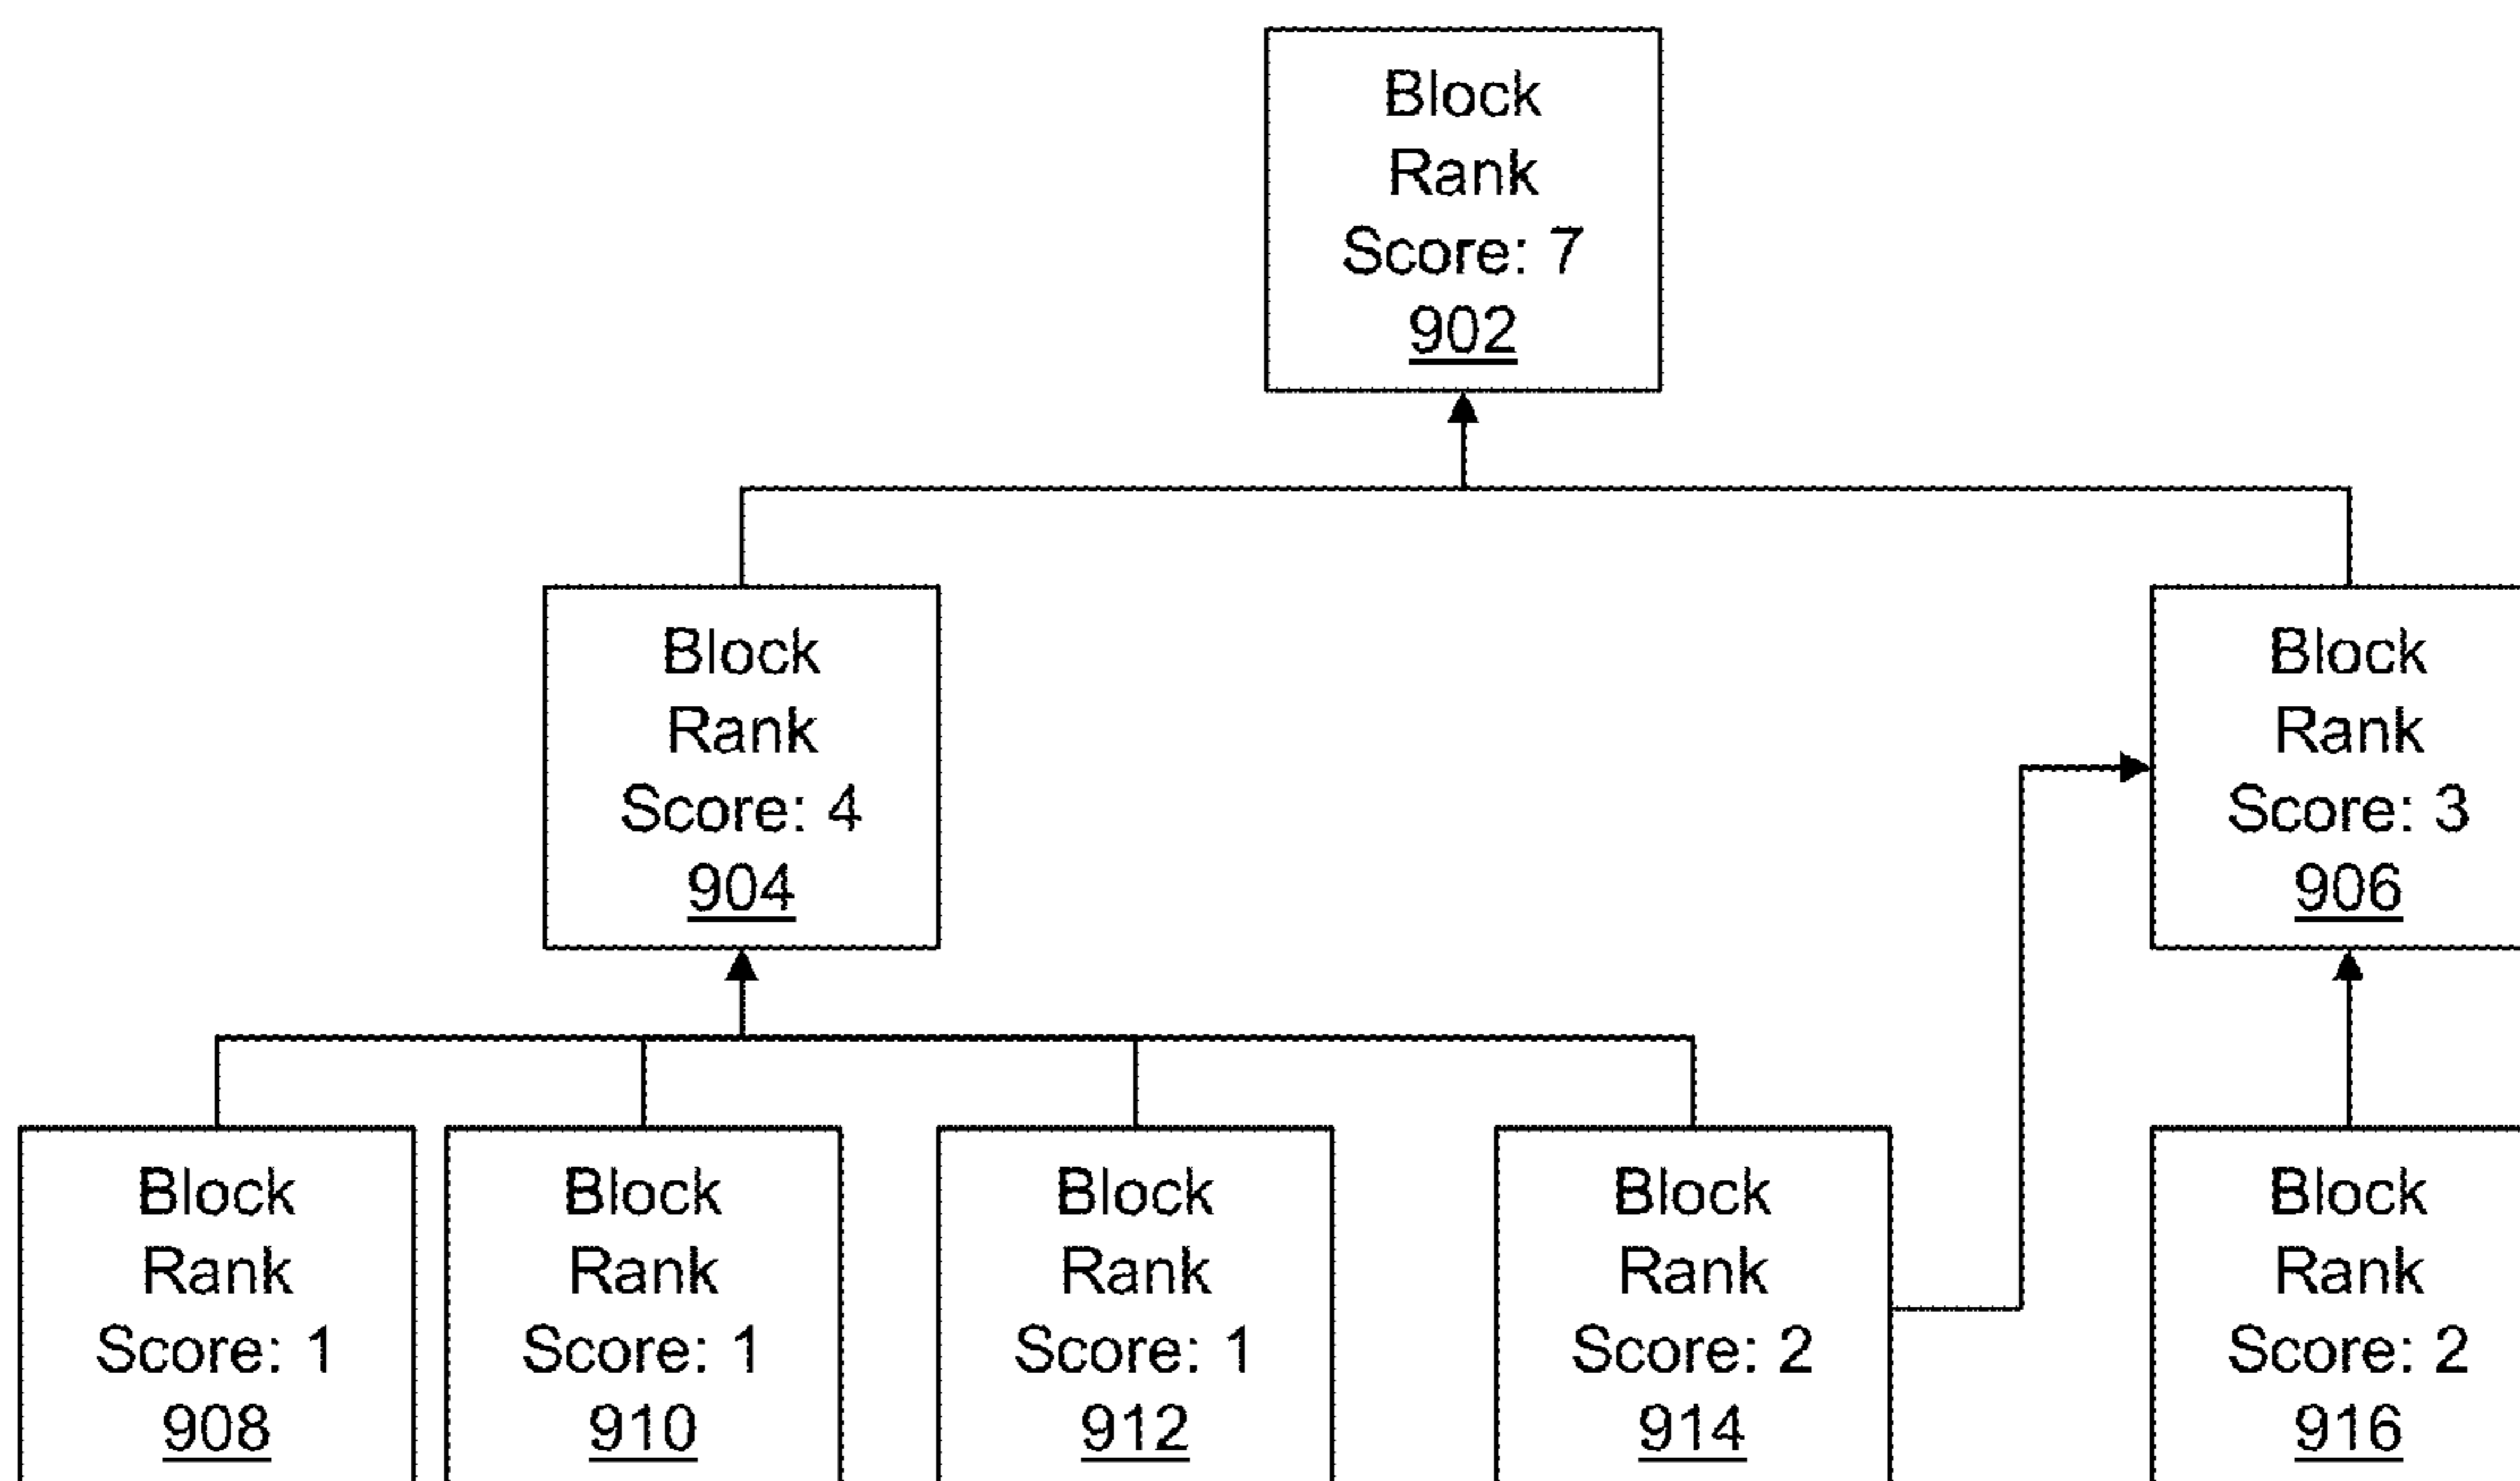 Block
Rank
Score: 7
902
Block
Rank
Score: 4
904
Block
Rank
Score: 3
906
Block
Rank
Score: 1
908
Block
Rank
Score: 1
910
Block
Rank
Score: 1
912
Block
Rank
Score: 2
914
Block
Rank
Score: 2
916